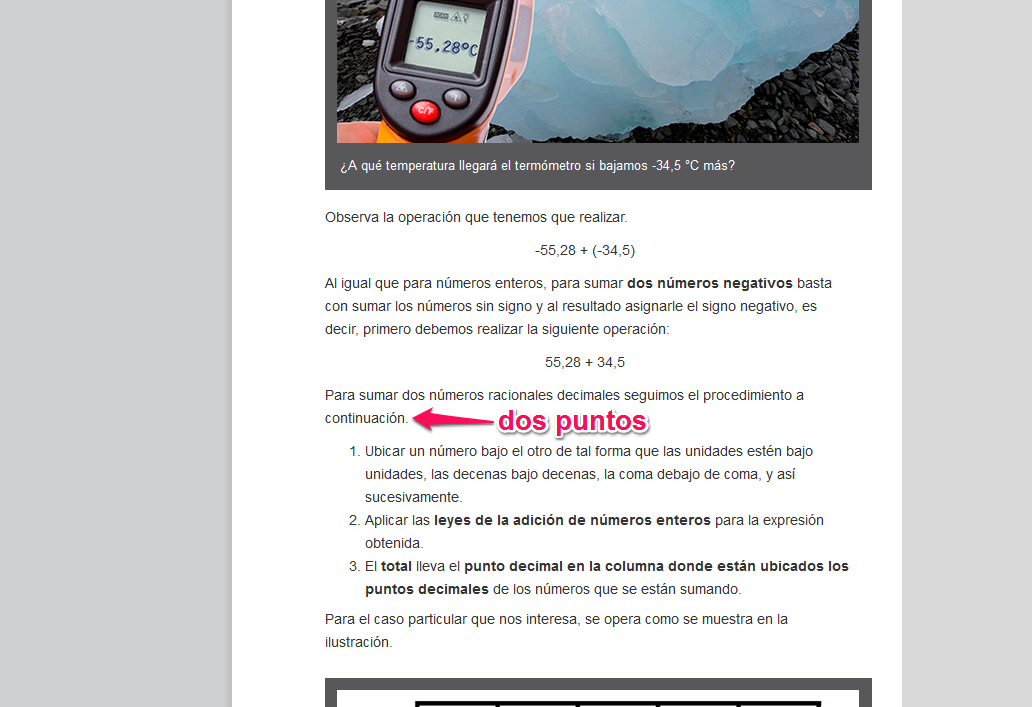 -55,28°C
C/F
¿A qué temperatura llegará el termómetro si bajamos -34,5 °C más?
Observa la operación que tenemos que realizar.
-55,28 + (-34,5)
Al igual que para números enteros, para sumar dos números negativos basta
con sumar los números sin signo y al resultado asignarle el signo negativo, es
decir, primero debemos realizar la siguiente operación:
55,28 + 34,5
Para sumar dos números racionales decimales seguimos el procedimiento a
continuación. dos puntos
1. Ubicar un número bajo el otro de tal forma que las unidades estén bajo
unidades, las decenas bajo decenas, la coma debajo de coma, y así
sucesivamente.
2. Aplicar las leyes de la adición de números enteros para la expresión
obtenida.
3. El total lleva el punto decimal en la columna donde están ubicados los
puntos decimales de los números que se están sumando.
Para el caso particular que nos interesa, se opera como se muestra en la
ilustración.